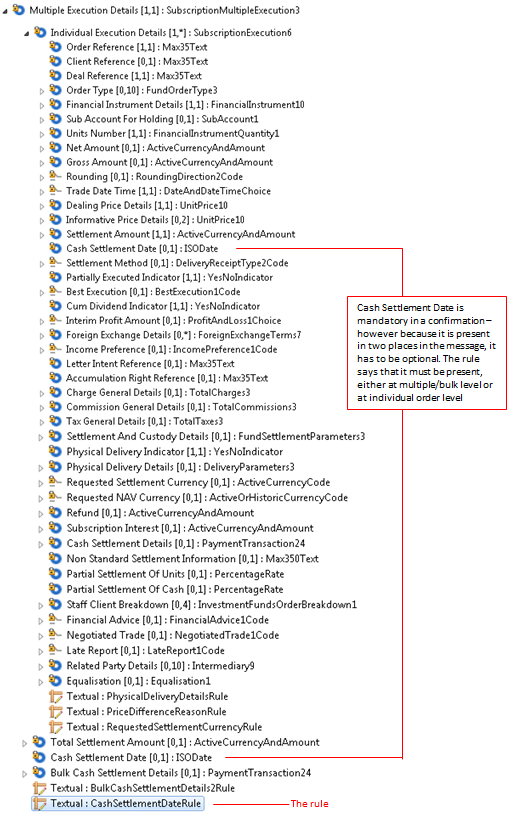 Multiple Execution Details [1,1] : SubscriptionMultipleExecution3
Individual Execution Details [1,*] : SubscriptionExecution6
Order Reference [1,1] : Max35Text
Client Reference [0,1] : Max35Text
Deal Reference [1,1] : Max35Text
Order Type [0,10] : FundOrderType3
Financial Instrument Details [1,1] : FinancialInstrument10
Sub Account For Holding [0,1] : SubAccount1
Units Number [1,1] : FinancialInstrumentQuantity1
Net Amount [0,1] : ActiveCurrencyAndAmount
Gross Amount [0,1] : ActiveCurrencyAndAmount
Rounding [0,1] : RoundingDirection2Code
Trade Date Time [1,1] : DateAndDateTimeChoice
Dealing Price Details [1,1] : UnitPrice10
Informative Price Details [0,2] : UnitPrice10
Settlement Amount [1,1] : ActiveCurrencyAndAmount
Cash Settlement Date [0,1] : ISODate
Settlement Method [0,1] : DeliveryReceiptType2Code
Partially Executed Indicator [1,1] : YesNoIndicator
Best Execution [0,1] : BestExecution1Code
Cum Dividend Indicator [1,1] : YesNoIndicator
Interim Profit Amount [0,1] : ProfitAndLoss1Choice
Foreign Exchange Details [0,*] : ForeignExchangeTerms7
Income Preference [0,1] : IncomePreference1Code
Letter Intent Reference [0,1] : Max35Text
Accumulation Right Reference [0,1] : Max35Text
Charge General Details [0,1] : TotalCharges3
Commission General Details [0,1] : TotalCommissions3
Tax General Details [0,1] : TotalTaxes3
Settlement And Custody Details [0,1] : FundSettlementParameters3
Physical Delivery Indicator [1,1] : YesNoIndicator
Physical Delivery Details [0,1] : DeliveryParameters3
Requested Settlement Currency [0,1] : ActiveCurrencyCode
Requested NAV Currency [0,1] : ActiveOrHistoricCurrencyCode
Refund [0,1] : ActiveCurrencyAndAmount
Subscription Interest [0,1] : ActiveCurrencyAndAmount
Cash Settlement Details [0,1] : PaymentTransaction24
Non Standard Settlement Information [0,1] : Max350Text
Partial Settlement Of Units [0,1] : PercentageRate
Partial Settlement Of Cash [0,1] : PercentageRate
Staff Client Breakdown [0,4] : InvestmentFundsOrderBreakdown1
Financial Advice [0,1] : FinancialAdvice1Code
Negotiated Trade [0,1] : NegotiatedTrade1Code
Late Report [0,1] : LateReport1Code
Related Party Details [0,10] : Intermediary9
Equalisation [0,1] : Equalisation1
Textual : PhysicalDeliveryDetailsRule
Textual : PriceDifferenceReasonRule
Textual : RequestedSettlementCurrencyRule
Total Settlement Amount [0,1] : ActiveCurrencyAndAmount
Cash Settlement Date [0,1] : ISODate
Bulk Cash Settlement Details [0,1] : PaymentTransaction24
Textual : BulkCashSettlementDetails2Rule
Textual : CashSettlementDateRule
The rule
Cash Settlement Date is
mandatory in a confirmation –
however because it is present
in two places in the message, it
has to be optional. The rule
says that it must be present,
either at multiple/bulk level or
at individual order level